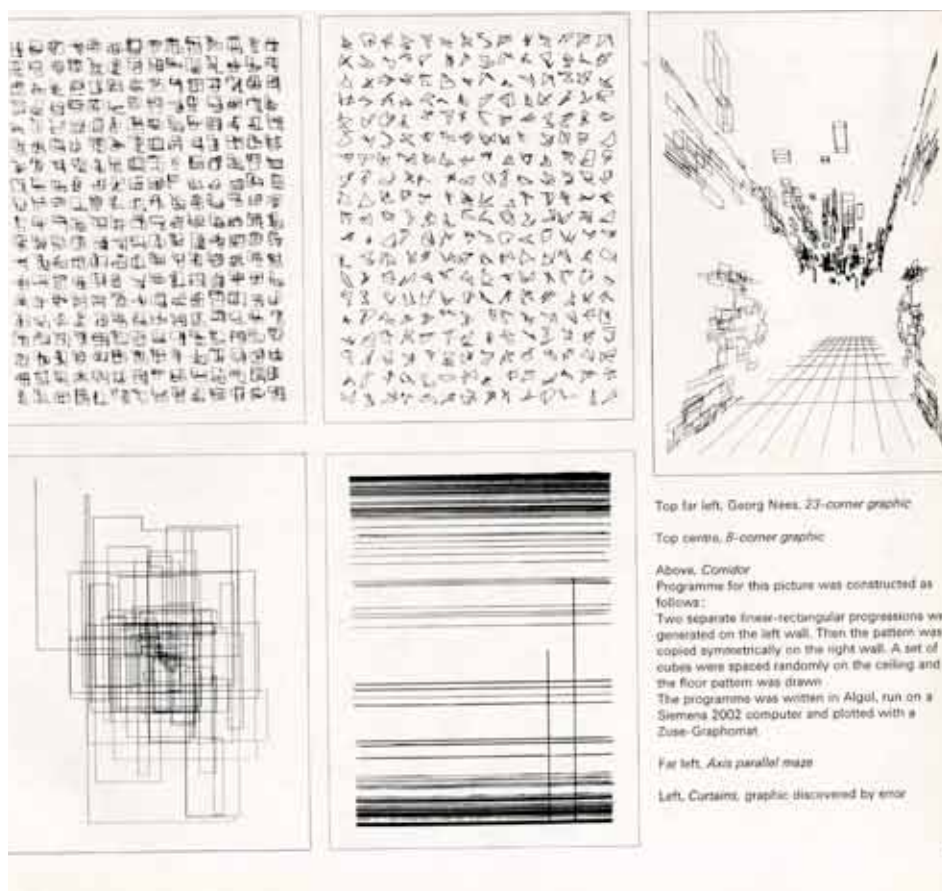 Top far left, Georg Nees, 23-corner graphic
Top centre, 8-corner graphic
Above, Corridor
Programme for this picture was constructed as
follows:
Two separate linear-rectangular progressions we
generated on the left wall. Then the pattern was
copied symmetrically on the right wall. A set of
cubes were spaced randomly on the ceiling and
the floor pattern was drawn
The programme was written in Algol, run on a
Siemens 2002 computer and plotted with a
Zuse-Graphomat
Far left, Axis parallel maze
Left, Curtains, graphic discovered by error